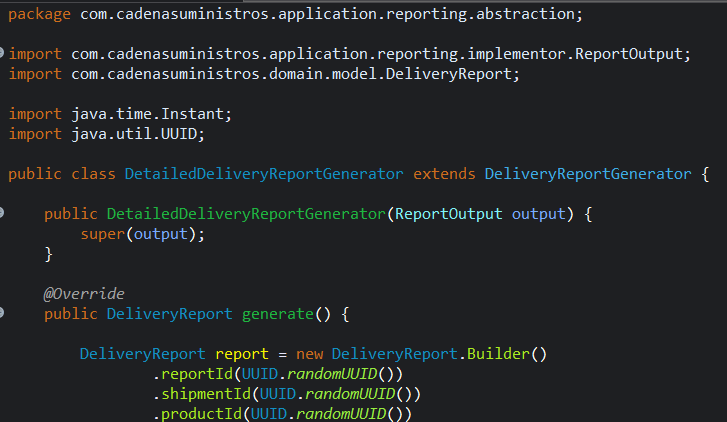 package com.cadenasuministros.application.reporting.abstraction;
import com.cadenasuministros.application.reporting.implementor.ReportOutput;
import com.cadenasuministros.domain.model.DeliveryReport;
import java.time.Instant;
import java.util.UUID;
public class DetailedDeliveryReportGenerator extends DeliveryReportGenerator {
public DetailedDeliveryReportGenerator(ReportOutput output) {
super(output);
}
@Override
public DeliveryReport generate() {
DeliveryReport report = new DeliveryReport.Builder()
.reportId(UUID.randomUUID())
.shipmentId(UUID.randomUUID())
.productId(UUID.randomUUID())